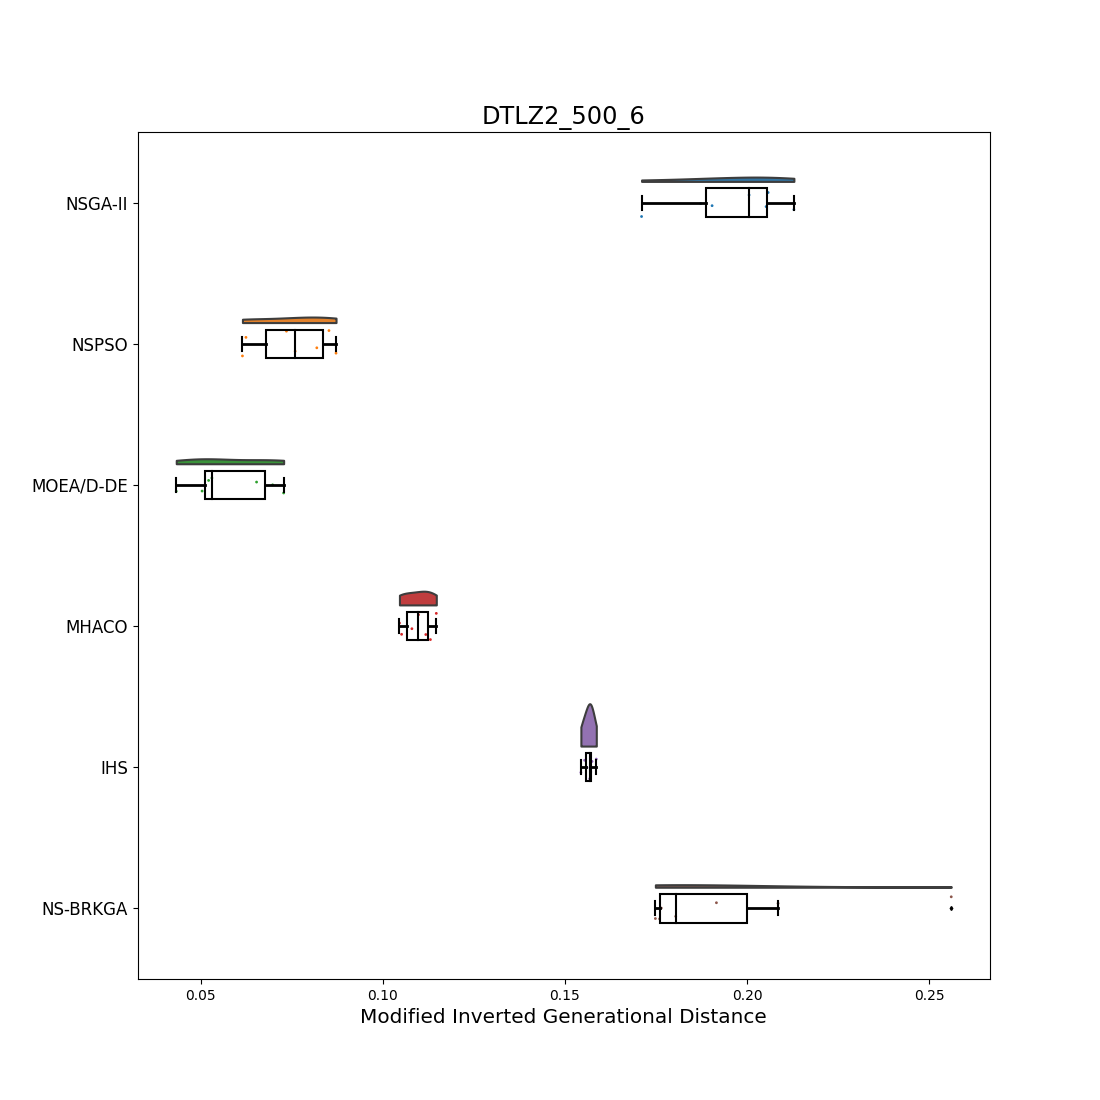 DTLZ2_500_6
NSGA-II
NSPSO
MOEA/D-DE
MHACO
IHS
NS-BRKGA
0.05 0.10 0.15 0.20 0.25
Modified Inverted Generational Distance